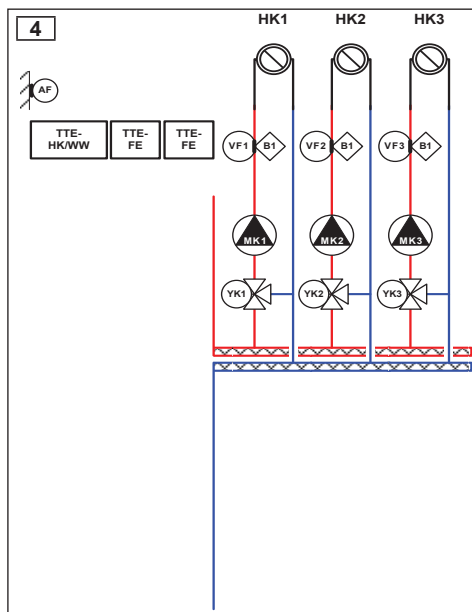 HK1 HK2 HK3
4
AF
TTE-
HK/WW
TTE-
FE
TTE-
FE
VF1 B1 VF2 B1 VF3 B1
MK1 MK2 MK3
YK1 YK2 YK3